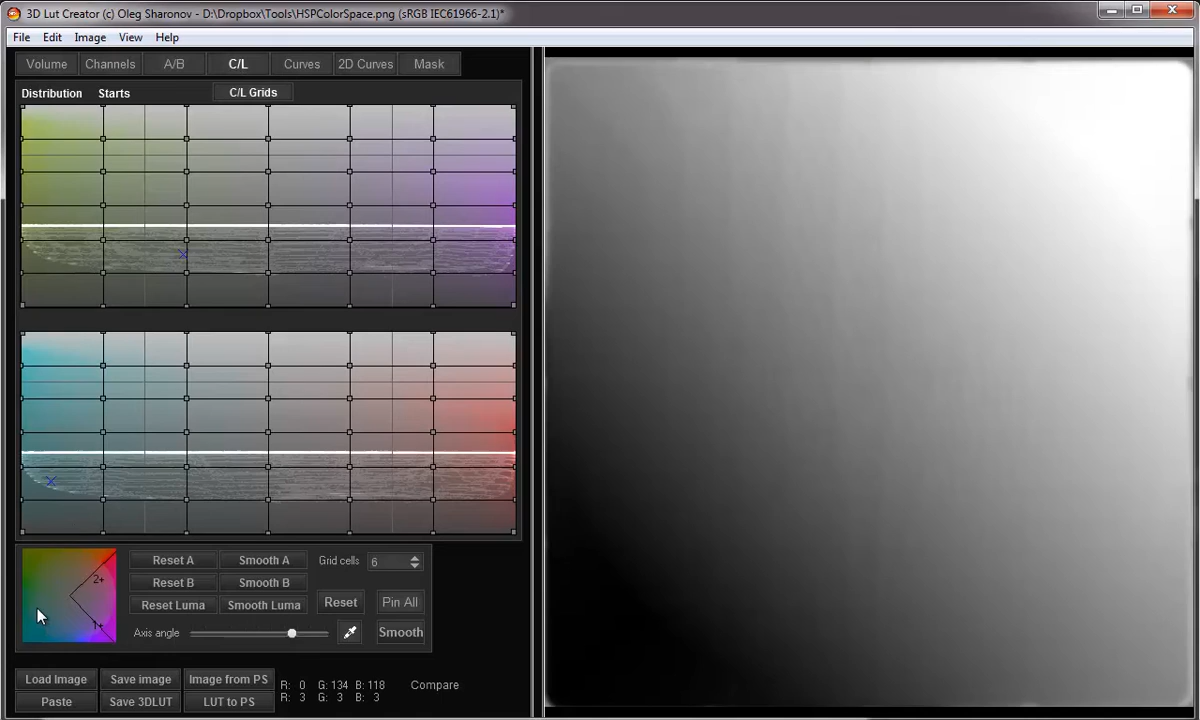 3D Lut Creator (c) Oleg Sharonov - D:\Dropbox\Tools\HSPColorSpace.png (sRGB IEC61966-2.1)*
File Edit Image View Help
Volume Channels A/B C/L Curves 2D Curves Mask
Distribution Starts C/L Grids
2+
1+
Reset A Smooth A Grid cells 6
Reset B Smooth B
Reset Luma Smooth Luma Reset Pin All
Axis angle Smooth
Load Image Save image Image from PS R: 0 G: 134 B: 118 Compare
Paste Save 3DLUT LUT to PS R: 3 G: 3 B: 3